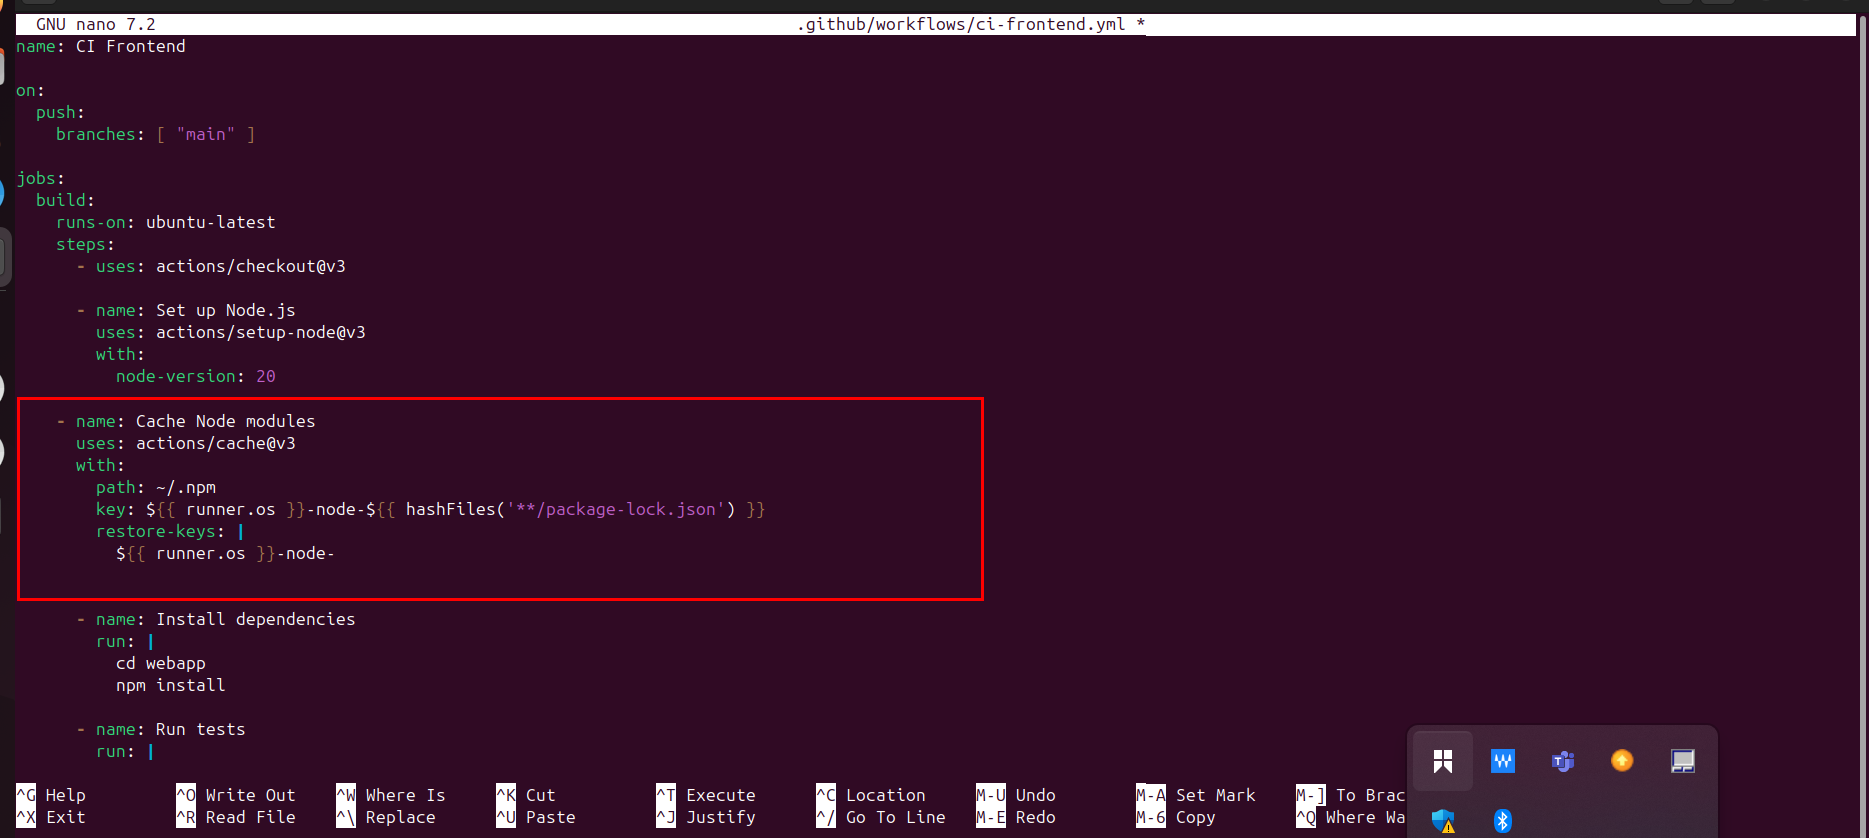 GNU nano 7.2 .github/workflows/ci-frontend.yml *
name: CI Frontend
on:
  push:
    branches: [ "main" ]
jobs:
  build:
    runs-on: ubuntu-latest
    steps:
      - uses: actions/checkout@v3
      - name: Set up Node.js
        uses: actions/setup-node@v3
        with:
          node-version: 20
    - name: Cache Node modules
      uses: actions/cache@v3
      with:
        path: ~/.npm
        key: ${{ runner.os }}-node-${{ hashFiles('**/package-lock.json') }}
        restore-keys: |
          ${{ runner.os }}-node-
      - name: Install dependencies
        run: |
          cd webapp
          npm install
      - name: Run tests
        run: |
^G Help ^O Write Out ^W Where Is ^K Cut ^T Execute ^C Location M-U Undo M-A Set Mark M-] To Brac
^X Exit ^R Read File ^\ Replace ^U Paste ^J Justify ^/ Go To Line M-E Redo M-6 Copy ^Q Where Wa